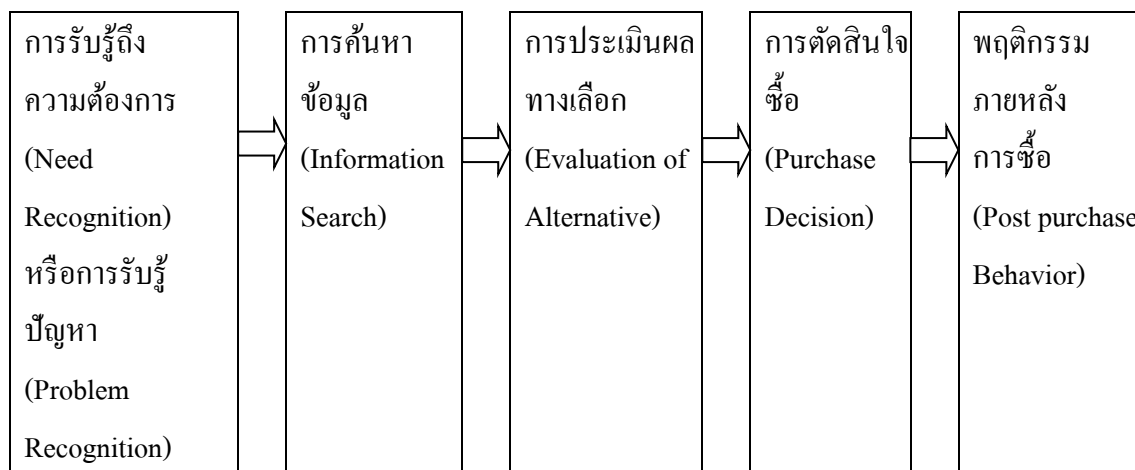 การรับรู้ถึง
ความต้องการ
(Need
Recognition)
หรือการรับรู้
ปัญหา
(Problem
Recognition)
การค้นหา
ข้อมูล
(Information
Search)
การประเมินผล
ทางเลือก
(Evaluation of
Alternative)
การตัดสินใจ
ซื้อ
(Purchase
Decision)
พฤติกรรม
ภายหลัง
การซื้อ
(Post purchase
Behavior)